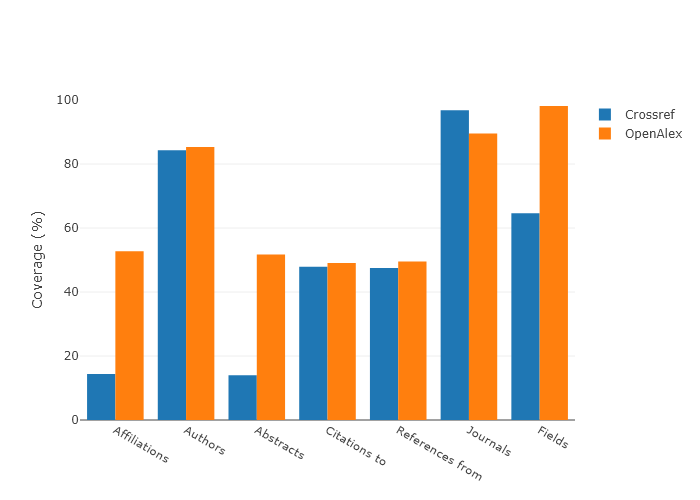 100
80
60
40
20
0
Coverage (%)
Affiliations
Authors
Abstracts
Citations to
References from
Journals
Fields
Crossref
OpenAlex